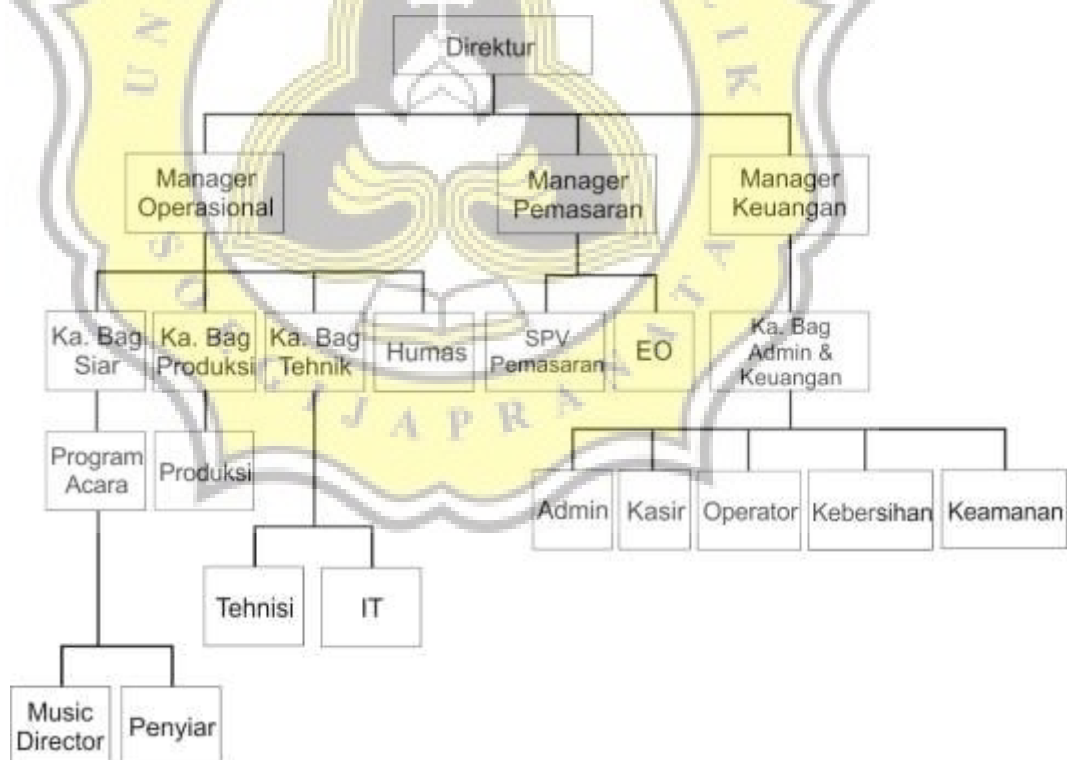 Direktur
Manager
Operasional
Manager
Pemasaran
Manager
Keuangan
Ka. Bag
Siar
Ka. Bag
Produksi
Ka. Bag
Tehnik
Humas
SPV
Pemasaran
EO
Ka. Bag
Admin &
Keuangan
Program
Acara
Produksi
Admin
Kasir
Operator
Kebersihan
Keamanan
Tehnisi
IT
Music
Director
Penyiar